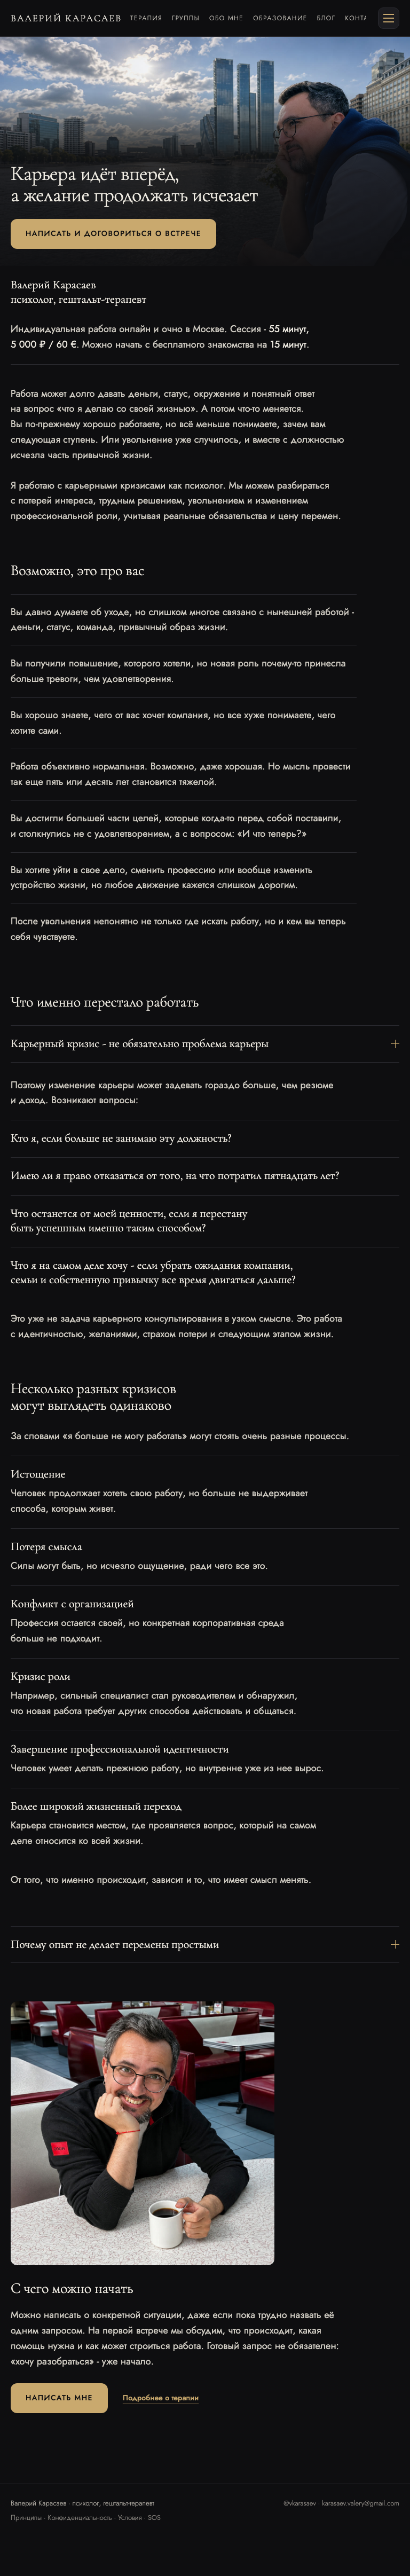 ВАЛЕРИЙ КАРАСАЕВ ТЕРАПИЯ ГРУППЫ ОБО МНЕ ОБРАЗОВАНИЕ БЛОГ КОНТА
Карьера идёт вперёд,
а желание продолжать исчезает
НАПИСАТЬ И ДОГОВОРИТЬСЯ О ВСТРЕЧЕ
Валерий Карасаев
психолог, гештальт-терапевт
Индивидуальная работа онлайн и очно в Москве. Сессия - 55 минут,
5 000 ₽ / 60 €. Можно начать с бесплатного знакомства на 15 минут.
Работа может долго давать деньги, статус, окружение и понятный ответ
на вопрос «что я делаю со своей жизнью». А потом что-то меняется.
Вы по-прежнему хорошо работаете, но всё меньше понимаете, зачем вам
следующая ступень. Или увольнение уже случилось, и вместе с должностью
исчезла часть привычной жизни.
Я работаю с карьерными кризисами как психолог. Мы можем разбираться
с потерей интереса, трудным решением, увольнением и изменением
профессиональной роли, учитывая реальные обязательства и цену перемен.
Возможно, это про вас
Вы давно думаете об уходе, но слишком многое связано с нынешней работой -
деньги, статус, команда, привычный образ жизни.
Вы получили повышение, которого хотели, но новая роль почему-то принесла
больше тревоги, чем удовлетворения.
Вы хорошо знаете, чего от вас хочет компания, но все хуже понимаете, чего
хотите сами.
Работа объективно нормальная. Возможно, даже хорошая. Но мысль провести
так еще пять или десять лет становится тяжелой.
Вы достигли большей части целей, которые когда-то перед собой поставили,
и столкнулись не с удовлетворением, а с вопросом: «И что теперь?»
Вы хотите уйти в свое дело, сменить профессию или вообще изменить
устройство жизни, но любое движение кажется слишком дорогим.
После увольнения непонятно не только где искать работу, но и кем вы теперь
себя чувствуете.
Что именно перестало работать
Карьерный кризис - не обязательно проблема карьеры
Поэтому изменение карьеры может задевать гораздо больше, чем резюме
и доход. Возникают вопросы:
Кто я, если больше не занимаю эту должность?
Имею ли я право отказаться от того, на что потратил пятнадцать лет?
Что останется от моей ценности, если я перестану
быть успешным именно таким способом?
Что я на самом деле хочу - если убрать ожидания компании,
семьи и собственную привычку все время двигаться дальше?
Это уже не задача карьерного консультирования в узком смысле. Это работа
с идентичностью, желаниями, страхом потери и следующим этапом жизни.
Несколько разных кризисов
могут выглядеть одинаково
За словами «я больше не могу работать» могут стоять очень разные процессы.
Истощение
Человек продолжает хотеть свою работу, но больше не выдерживает
способа, которым живет.
Потеря смысла
Силы могут быть, но исчезло ощущение, ради чего все это.
Конфликт с организацией
Профессия остается своей, но конкретная корпоративная среда
больше не подходит.
Кризис роли
Например, сильный специалист стал руководителем и обнаружил,
что новая работа требует других способов действовать и общаться.
Завершение профессиональной идентичности
Человек умеет делать прежнюю работу, но внутренне уже из нее вырос.
Более широкий жизненный переход
Карьера становится местом, где проявляется вопрос, который на самом
деле относится ко всей жизни.
От того, что именно происходит, зависит и то, что имеет смысл менять.
Почему опыт не делает перемены простыми
С чего можно начать
Можно написать о конкретной ситуации, даже если пока трудно назвать её
одним запросом. На первой встрече мы обсудим, что происходит, какая
помощь нужна и как может строиться работа. Готовый запрос не обязателен:
«хочу разобраться» - уже начало.
НАПИСАТЬ МНЕ Подробнее о терапии
Валерий Карасаев · психолог, гештальт-терапевт @vkarasaev · karasaev.valery@gmail.com
Принципы · Конфиденциальность · Условия · SOS